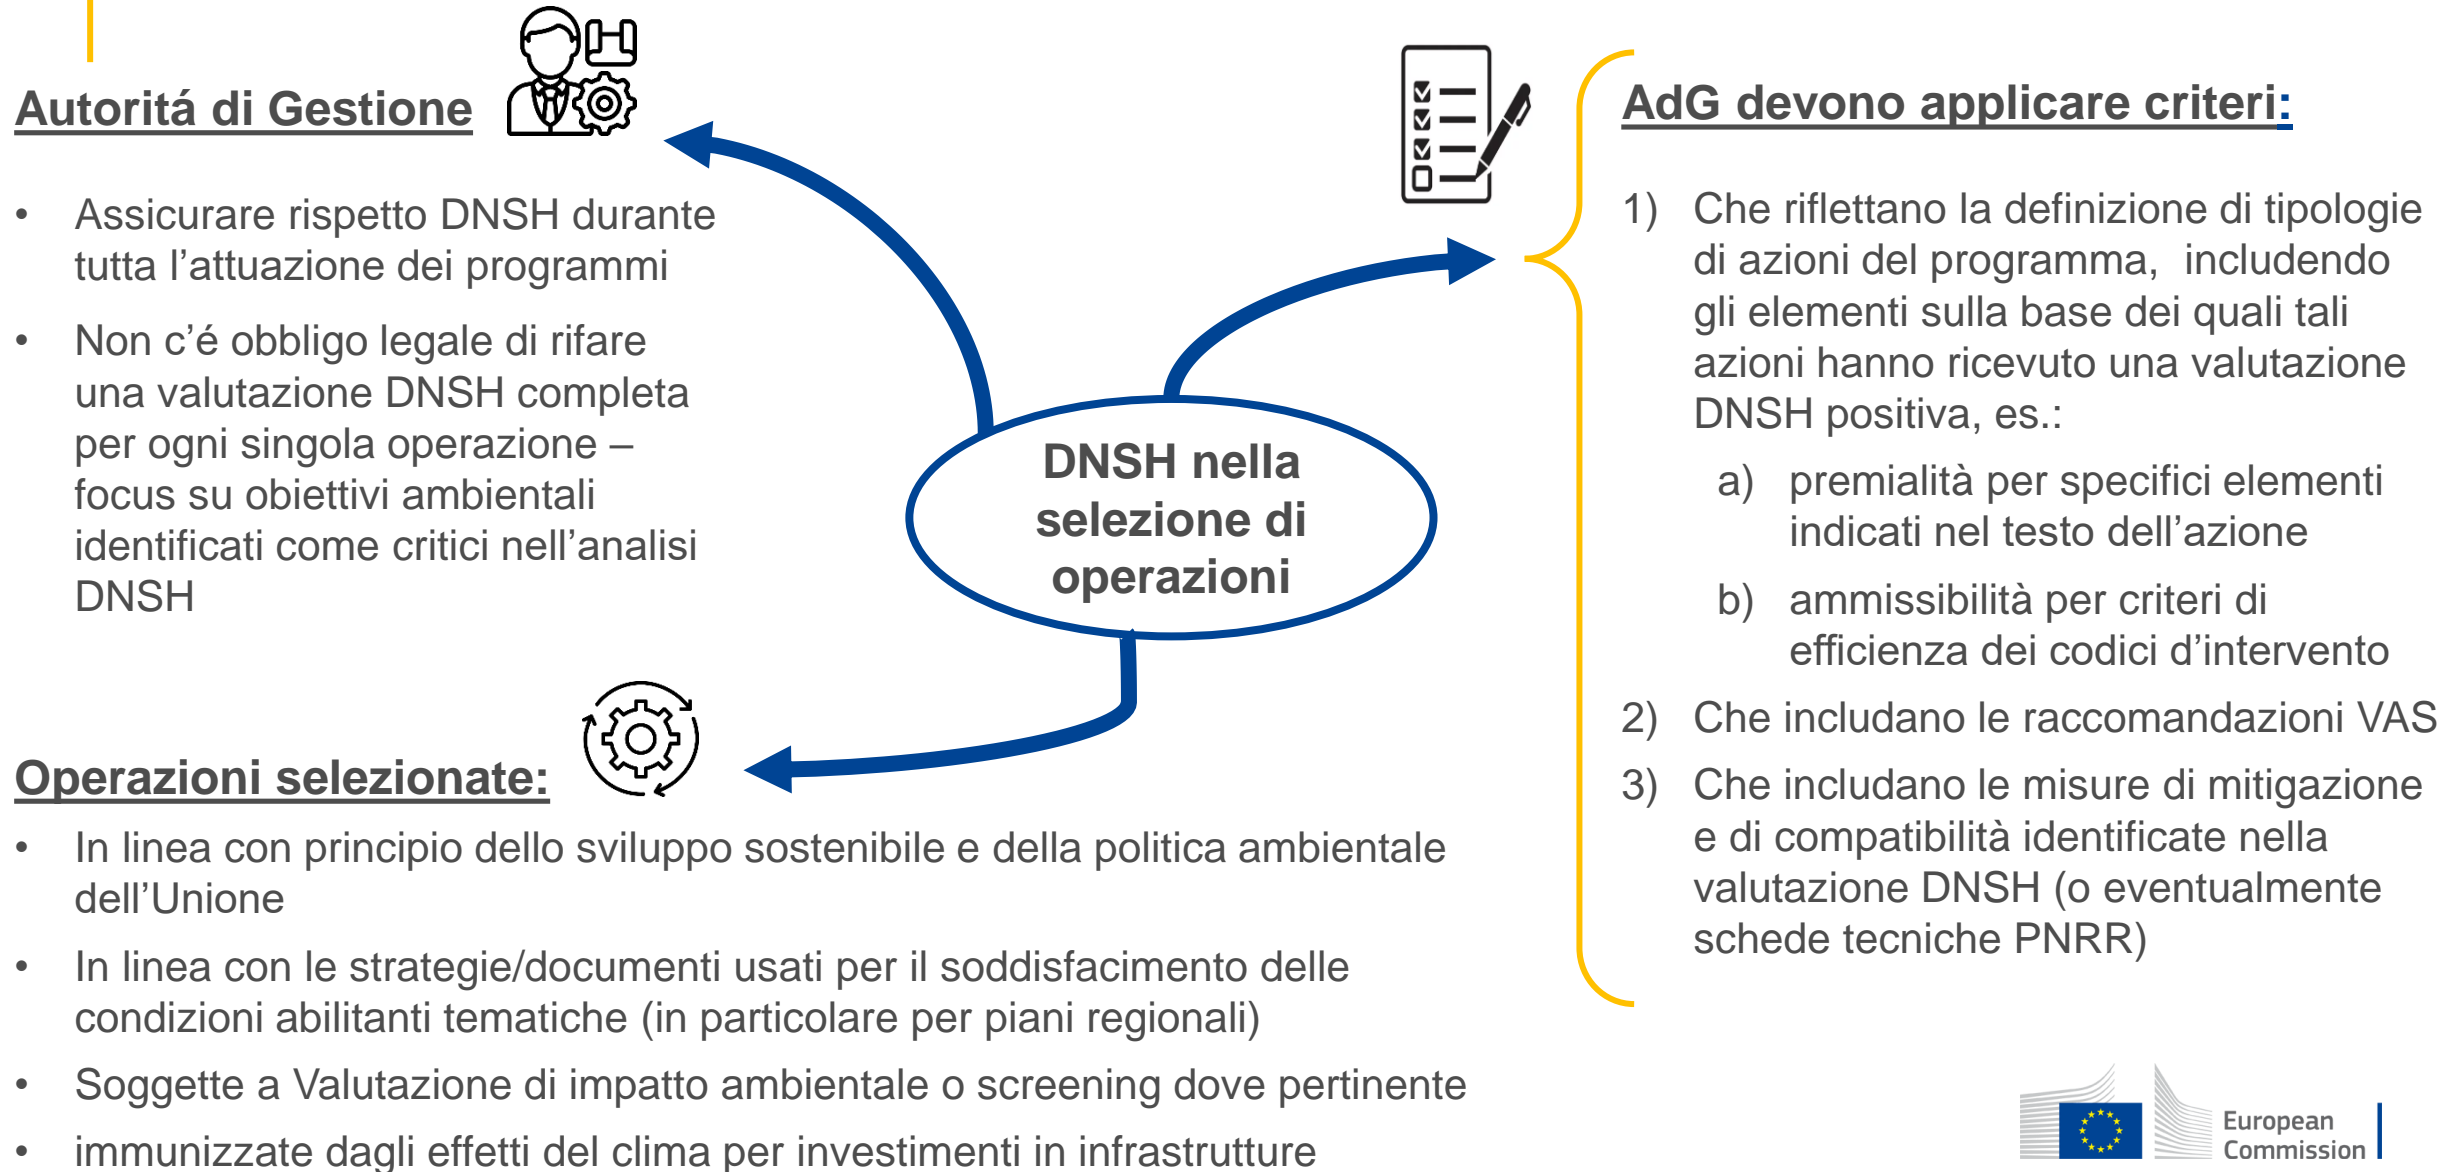 Autoritá di Gestione
• Assicurare rispetto DNSH durante
tutta l’attuazione dei programmi
• Non c’é obbligo legale di rifare
una valutazione DNSH completa
per ogni singola operazione –
focus su obiettivi ambientali
identificati come critici nell’analisi
DNSH
DNSH nella
selezione di
operazioni
AdG devono applicare criteri:
1) Che riflettano la definizione di tipologie
di azioni del programma, includendo
gli elementi sulla base dei quali tali
azioni hanno ricevuto una valutazione
DNSH positiva, es.:
a) premialità per specifici elementi
indicati nel testo dell’azione
b) ammissibilità per criteri di
efficienza dei codici d’intervento
2) Che includano le raccomandazioni VAS
3) Che includano le misure di mitigazione
e di compatibilità identificate nella
valutazione DNSH (o eventualmente
schede tecniche PNRR)
Operazioni selezionate:
• In linea con principio dello sviluppo sostenibile e della politica ambientale
dell’Unione
• In linea con le strategie/documenti usati per il soddisfacimento delle
condizioni abilitanti tematiche (in particolare per piani regionali)
• Soggette a Valutazione di impatto ambientale o screening dove pertinente
• immunizzate dagli effetti del clima per investimenti in infrastrutture
European
Commission